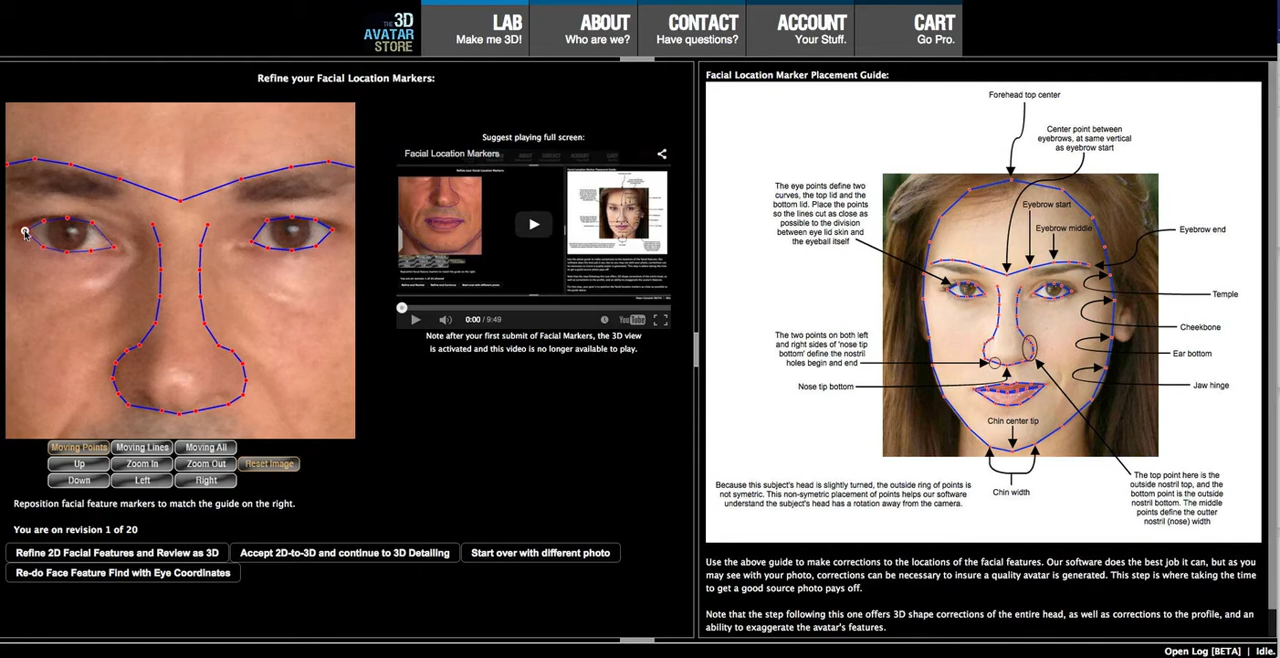 THE
3D
AVATAR
STORE
LAB
Make me 3D!
ABOUT
Who are we?
CONTACT
Have questions?
ACCOUNT
Your Stuff.
CART
Go Pro.
Refine your Facial Location Markers:
Suggest playing full screen:
Facial Location Markers
0:00 / 9:49
YouTube
Note after your first submit of Facial Markers, the 3D view
is activated and this video is no longer available to play.
Moving Points
Moving Lines
Moving All
Up
Zoom In
Zoom Out
Reset Image
Down
Left
Right
Reposition facial feature markers to match the guide on the right.
You are on revision 1 of 20
Refine 2D Facial Features and Review as 3D
Accept 2D-to-3D and continue to 3D Detailing
Start over with different photo
Re-do Face Feature Find with Eye Coordinates
Facial Location Marker Placement Guide:
Forehead top center
Center point between
eyebrows, at same vertical
as eyebrow start
The eye points define two
curves, the top lid and the
bottom lid. Place the points
so the lines cut as close as
possible to the division
between eye lid skin and
the eyeball itself
Eyebrow start
Eyebrow middle
Eyebrow end
Temple
Cheekbone
Ear bottom
Jaw hinge
The two points on both left
and right sides of 'nose tip
bottom' define the nostril
holes begin and end
Nose tip bottom
Chin center tip
Chin width
Because this subject's head is slightly turned, the outside ring of points is
not symetric. This non-symetric placement of points helps our software
understand the subject's head has a rotation away from the camera.
The top point here is the
outside nostril top, and the
bottom point is the outside
nostril bottom. The middle
points define the outter
nostril (nose) width
Use the above guide to make corrections to the locations of the facial features. Our software does the best job it can, but as you
may see with your photo, corrections can be necessary to insure a quality avatar is generated. This step is where taking the time
to get a good source photo pays off.
Note that the step following this one offers 3D shape corrections of the entire head, as well as corrections to the profile, and an
ability to exaggerate the avatar's features.
Open Log [BETA] | Idle.